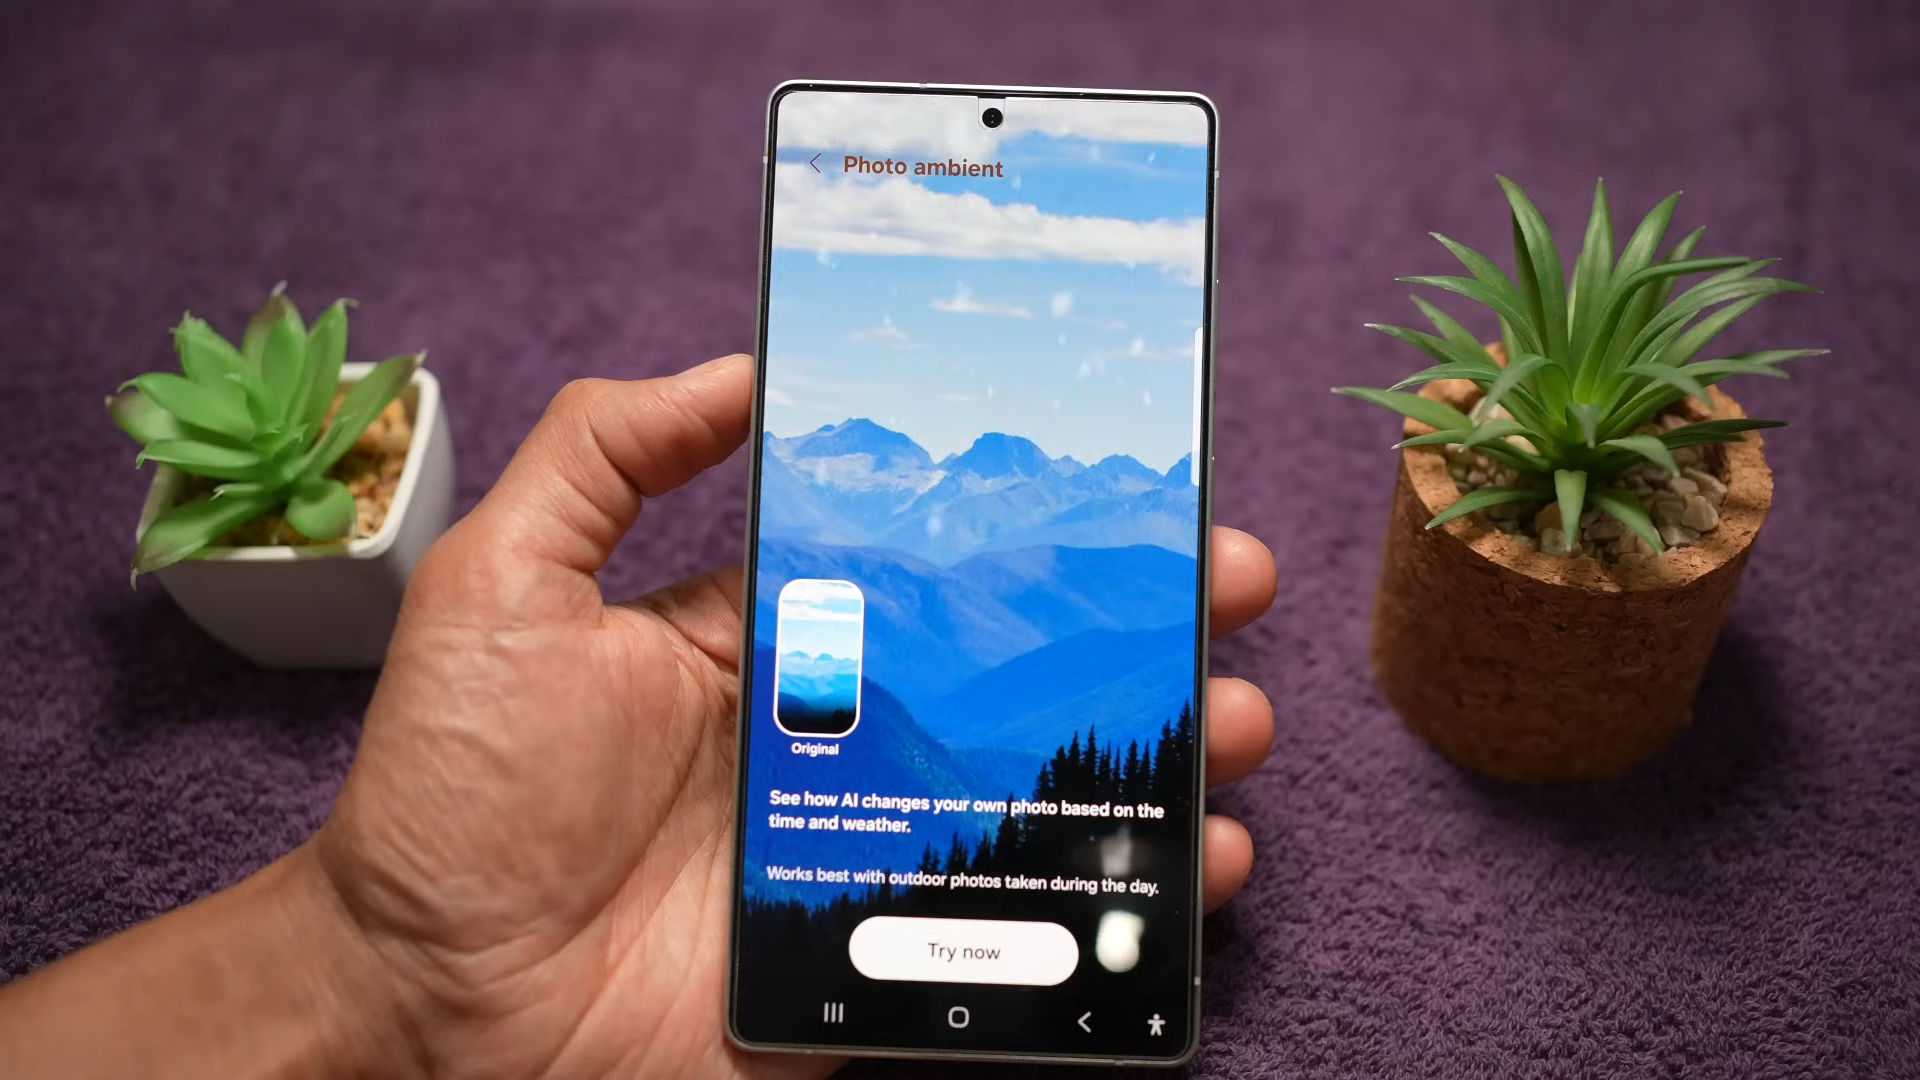 Photo ambient
Original
See how AI changes your own photo based on the
time and weather.
Works best with outdoor photos taken during the day.
Try now